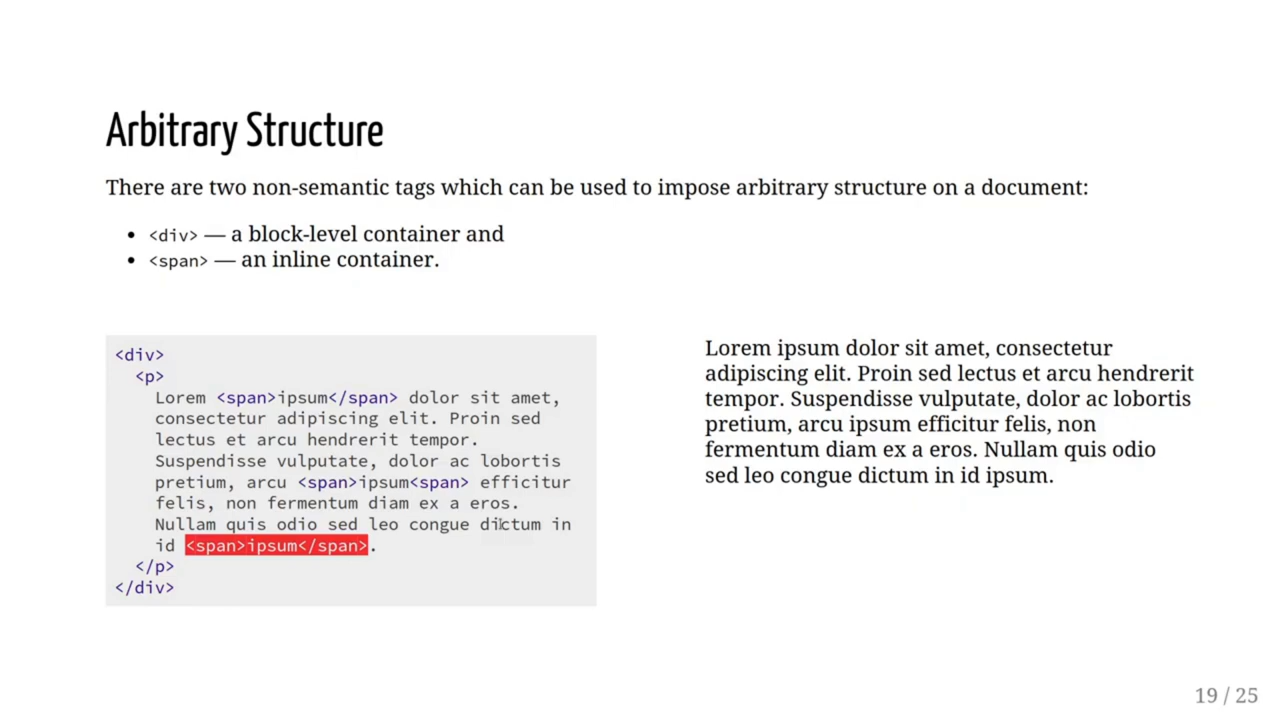 Arbitrary Structure
There are two non-semantic tags which can be used to impose arbitrary structure on a document:
• <div> — a block-level container and
• <span> — an inline container.
<div>
<p>
Lorem <span>ipsum</span> dolor sit amet,
consectetur adipiscing elit. Proin sed
lectus et arcu hendrerit tempor.
Suspendisse vulputate, dolor ac lobortis
pretium, arcu <span>ipsum<span> efficitur
felis, non fermentum diam ex a eros.
Nullam quis odio sed leo congue dictum in
id <span>ipsum</span>.
</p>
</div>
Lorem ipsum dolor sit amet, consectetur
adipiscing elit. Proin sed lectus et arcu hendrerit
tempor. Suspendisse vulputate, dolor ac lobortis
pretium, arcu ipsum efficitur felis, non
fermentum diam ex a eros. Nullam quis odio
sed leo congue dictum in id ipsum.
19 / 25